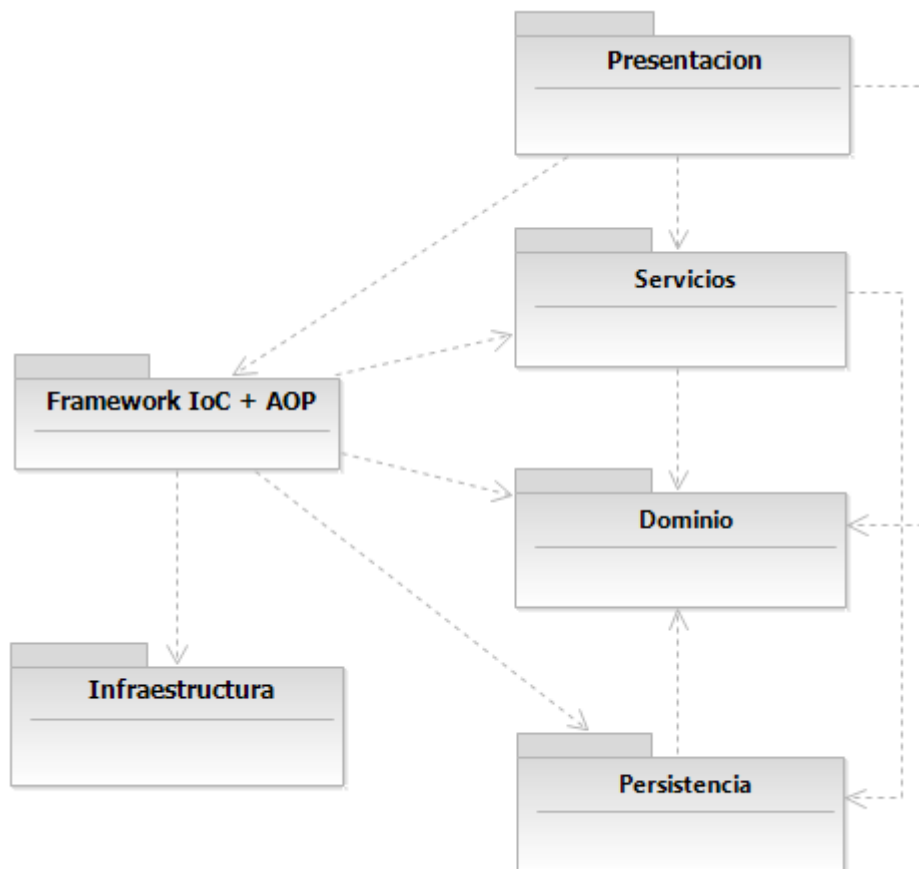 Presentacion
Servicios
Framework IoC + AOP
Dominio
Infraestructura
Persistencia